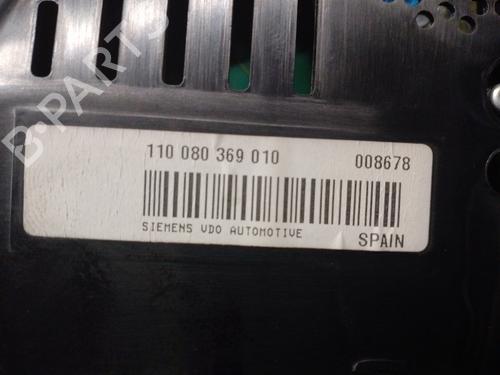 110 080 369 010 008678
SIEMENS VDO AUTOMOTIVE SPAIN
B-PARTS